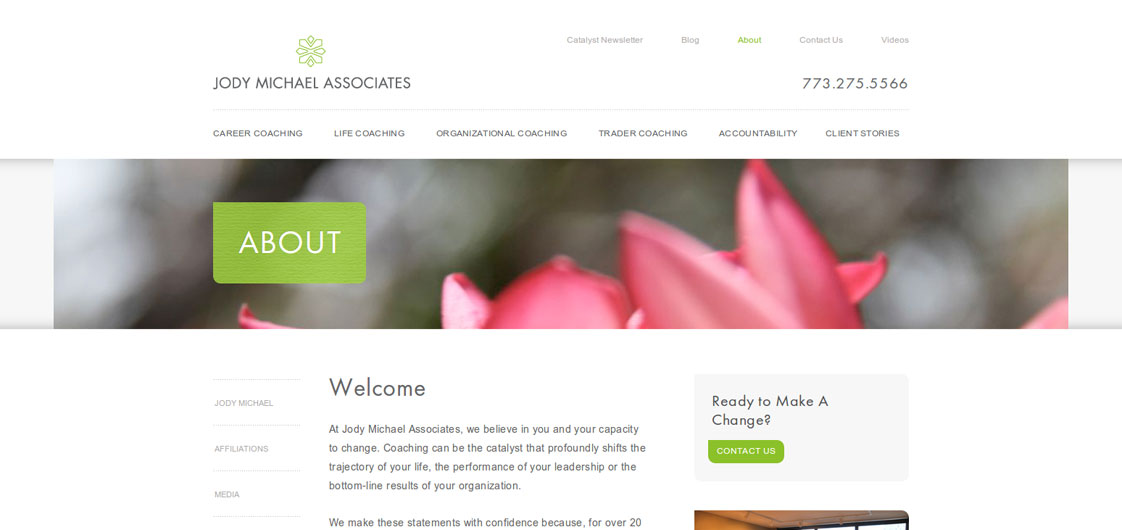 Catalyst Newsletter Blog About Contact Us Videos
JODY MICHAEL ASSOCIATES
773.275.5566
CAREER COACHING LIFE COACHING ORGANIZATIONAL COACHING TRADER COACHING ACCOUNTABILITY CLIENT STORIES
ABOUT
JODY MICHAEL
AFFILIATIONS
MEDIA
Welcome
At Jody Michael Associates, we believe in you and your capacity
to change. Coaching can be the catalyst that profoundly shifts the
trajectory of your life, the performance of your leadership or the
bottom-line results of your organization.
We make these statements with confidence because, for over 20
Ready to Make A
Change?
CONTACT US